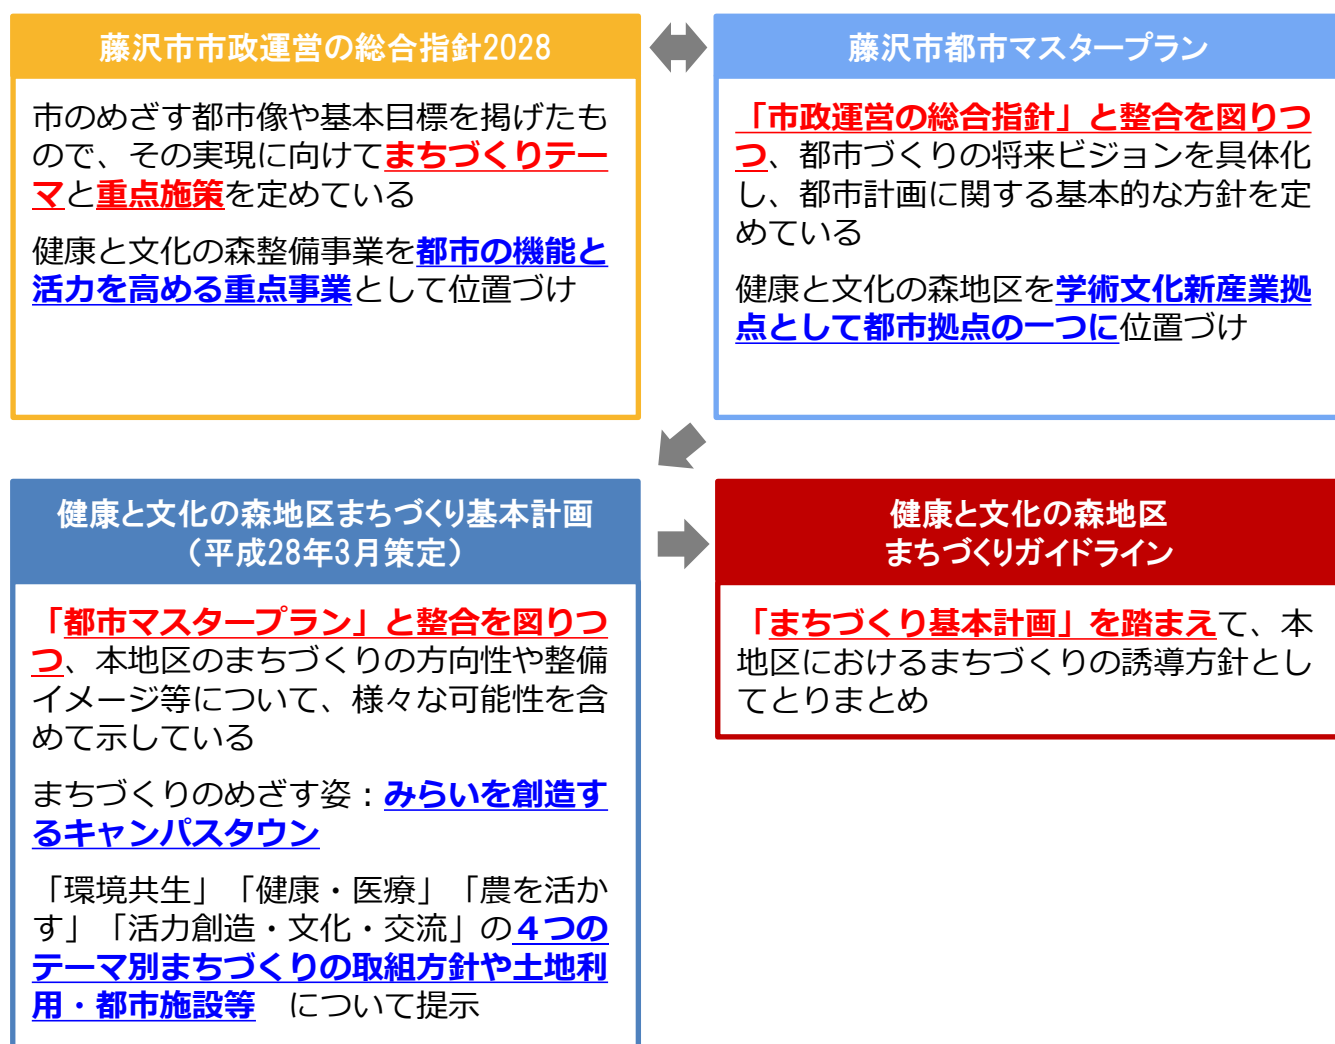 藤沢市市政運営の総合指針2028
市のめざす都市像や基本目標を掲げたも
ので、その実現に向けてまちづくりテー
マと重点施策を定めている
健康と文化の森整備事業を都市の機能と
活力を高める重点事業として位置づけ
藤沢市都市マスタープラン
「市政運営の総合指針」と整合を図りつ
つ、都市づくりの将来ビジョンを具体化
し、都市計画に関する基本的な方針を定
めている
健康と文化の森地区を学術文化新産業拠
点として都市拠点の一つに位置づけ
健康と文化の森地区まちづくり基本計画
（平成28年3月策定）
「都市マスタープラン」と整合を図りつ
つ、本地区のまちづくりの方向性や整備
イメージ等について、様々な可能性を含
めて示している
まちづくりのめざす姿：みらいを創造す
るキャンパスタウン
「環境共生」「健康・医療」「農を活か
す」「活力創造・文化・交流」の４つの
テーマ別まちづくりの取組方針や土地利
用・都市施設等　について提示
健康と文化の森地区
まちづくりガイドライン
「まちづくり基本計画」を踏まえて、本
地区におけるまちづくりの誘導方針とし
てとりまとめ